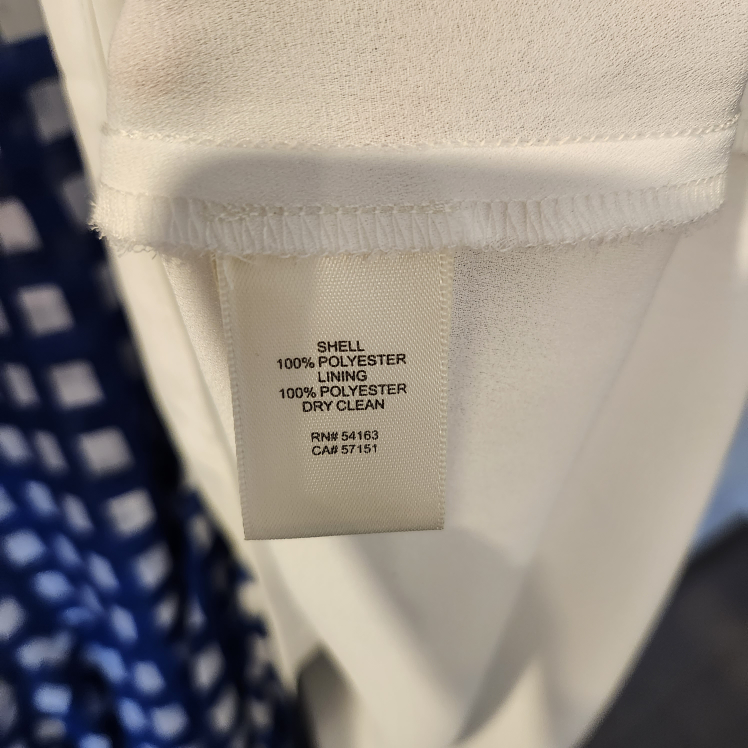 SHELL
100% POLYESTER
LINING
100% POLYESTER
DRY CLEAN
RN# 54163
CA# 57151